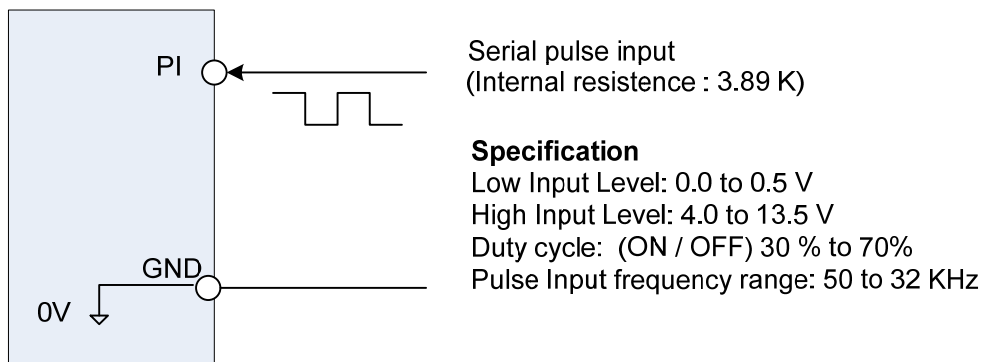 PI
Serial pulse input
(Internal resistence : 3.89 K)
Specification
Low Input Level: 0.0 to 0.5 V
High Input Level: 4.0 to 13.5 V
Duty cycle: (ON / OFF) 30 % to 70%
Pulse Input frequency range: 50 to 32 KHz
GND
0V